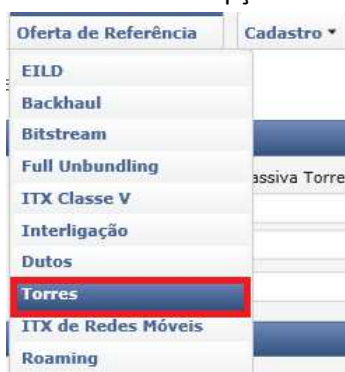 Oferta de Referência Cadastro
EILD
Backhaul
Bitstream
Full Unbundling
assiva Torre
ITX Classe V
Interligação
Dutos
Torres
ITX de Redes Móveis
Roaming